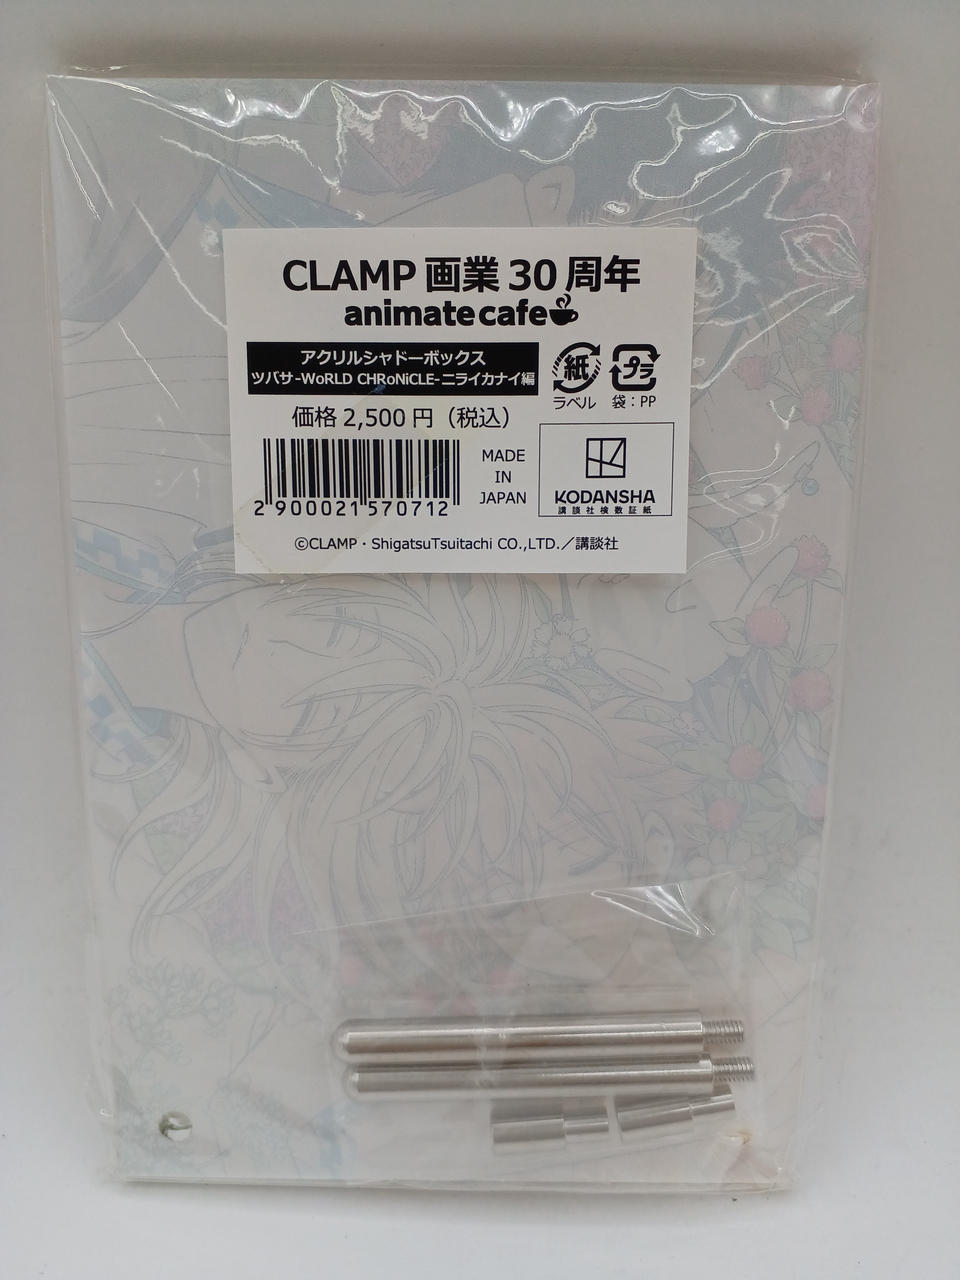 CLAMP 画業 30 周年
animate cafe
アクリルシャドーボックス
ツバサ-WoRLD CHRoNiCLE-ニライカナイ編
紙
ラベル
プラ
袋：PP
価格 2,500 円（税込）
2 900021 570712
MADE
IN
JAPAN
KODANSHA
講談社検数証紙
©CLAMP・ShigatsuTsuitachi CO.,LTD.／講談社